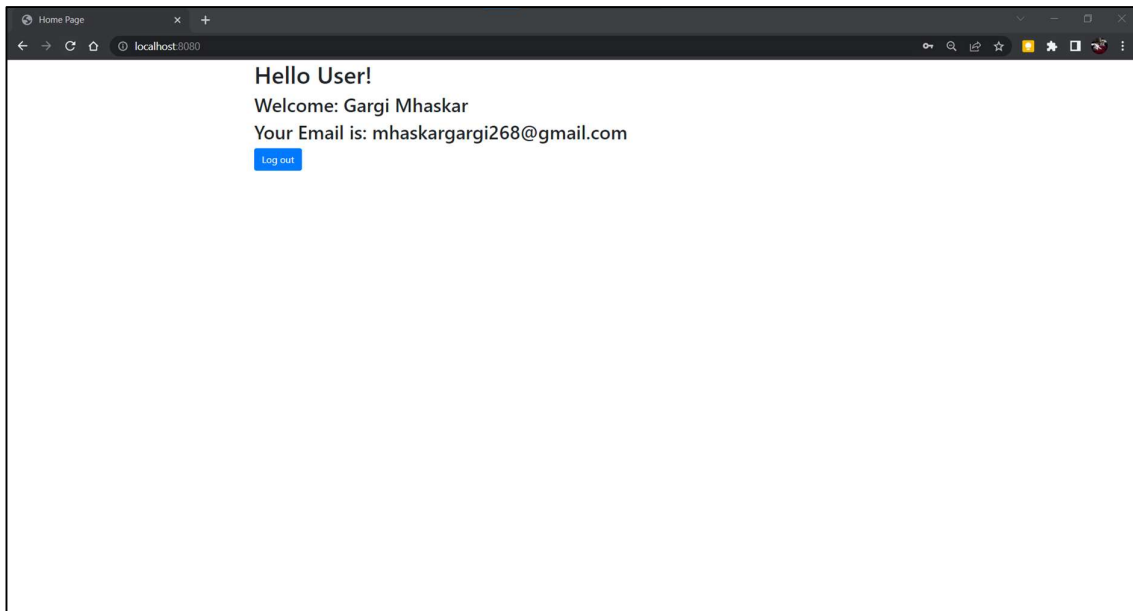 Home Page
localhost:8080
Hello User!
Welcome: Gargi Mhaskar
Your Email is: mhaskargargi268@gmail.com
Log out